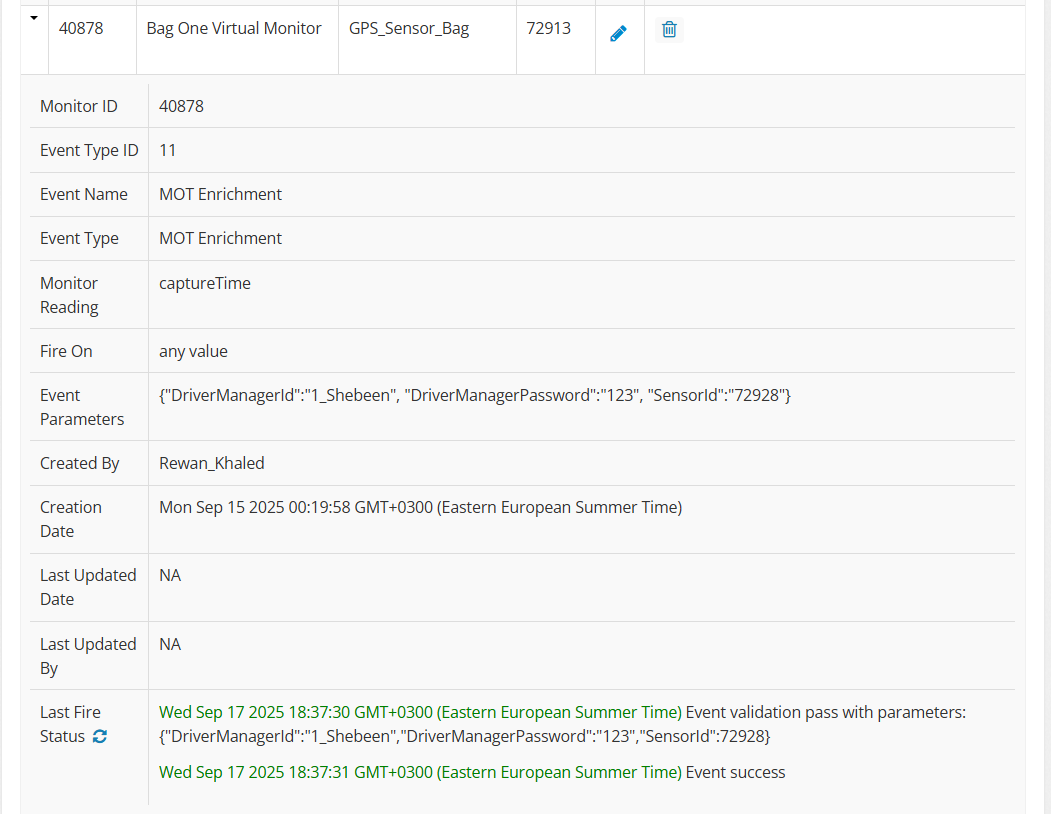 40878 Bag One Virtual Monitor GPS_Sensor_Bag 72913
Monitor ID 40878
Event Type ID 11
Event Name MOT Enrichment
Event Type MOT Enrichment
Monitor captureTime
Reading
Fire On any value
Event {"DriverManagerId":"1_Shebeen", "DriverManagerPassword":"123", "SensorId":"72928"}
Parameters
Created By Rewan_Khaled
Creation Mon Sep 15 2025 00:19:58 GMT+0300 (Eastern European Summer Time)
Date
Last Updated NA
Date
Last Updated NA
By
Last Fire Wed Sep 17 2025 18:37:30 GMT+0300 (Eastern European Summer Time) Event validation pass with parameters:
Status {"DriverManagerId":"1_Shebeen","DriverManagerPassword":"123","SensorId":72928}
Wed Sep 17 2025 18:37:31 GMT+0300 (Eastern European Summer Time) Event success